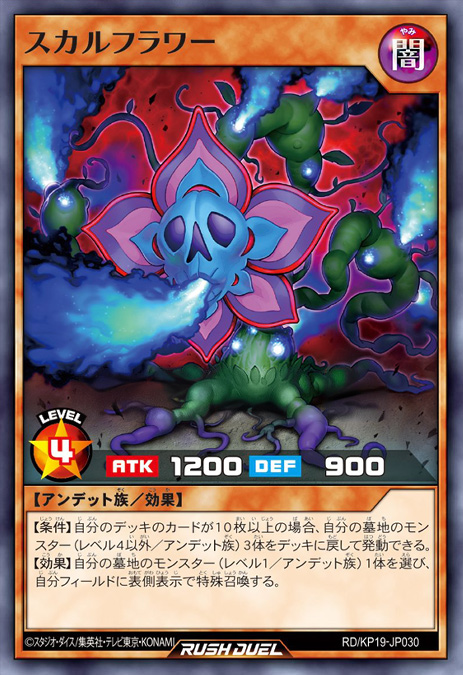 スカルフラワー
やみ
闇
LEVEL
4
ATK 1200 DEF 900
【アンデット族/効果】
【条件】自分のデッキのカードが10枚以上の場合、自分の墓地のモン
スター(レベル4以外/アンデット族)3体をデッキに戻して発動できる。
【効果】自分の墓地のモンスター(レベル1/アンデット族)1体を選び、
自分フィールドに表側表示で特殊召喚する。
©スタジオ・ダイス/集英社・テレビ東京・KONAMI
RUSH DUEL
RD/KP19-JP030